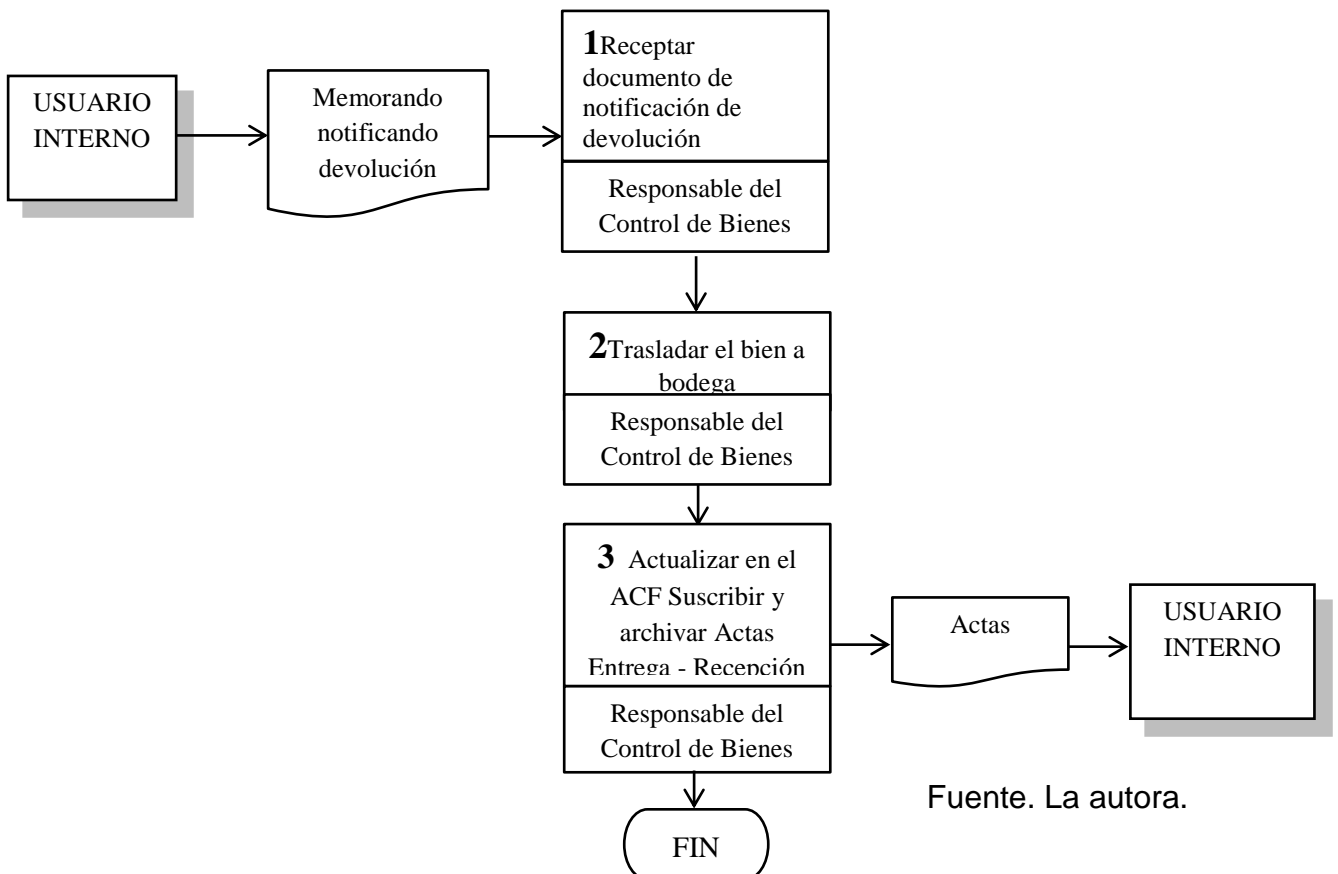 USUARIO
INTERNO
Memorando
notificando
devolución
1Receptar
documento de
notificación de
devolución
Responsable del
Control de Bienes
2Trasladar el bien a
bodega
Responsable del
Control de Bienes
3 Actualizar en el
ACF Suscribir y
archivar Actas
Entrega - Recepción
Responsable del
Control de Bienes
Actas
USUARIO
INTERNO
Fuente. La autora.
FIN